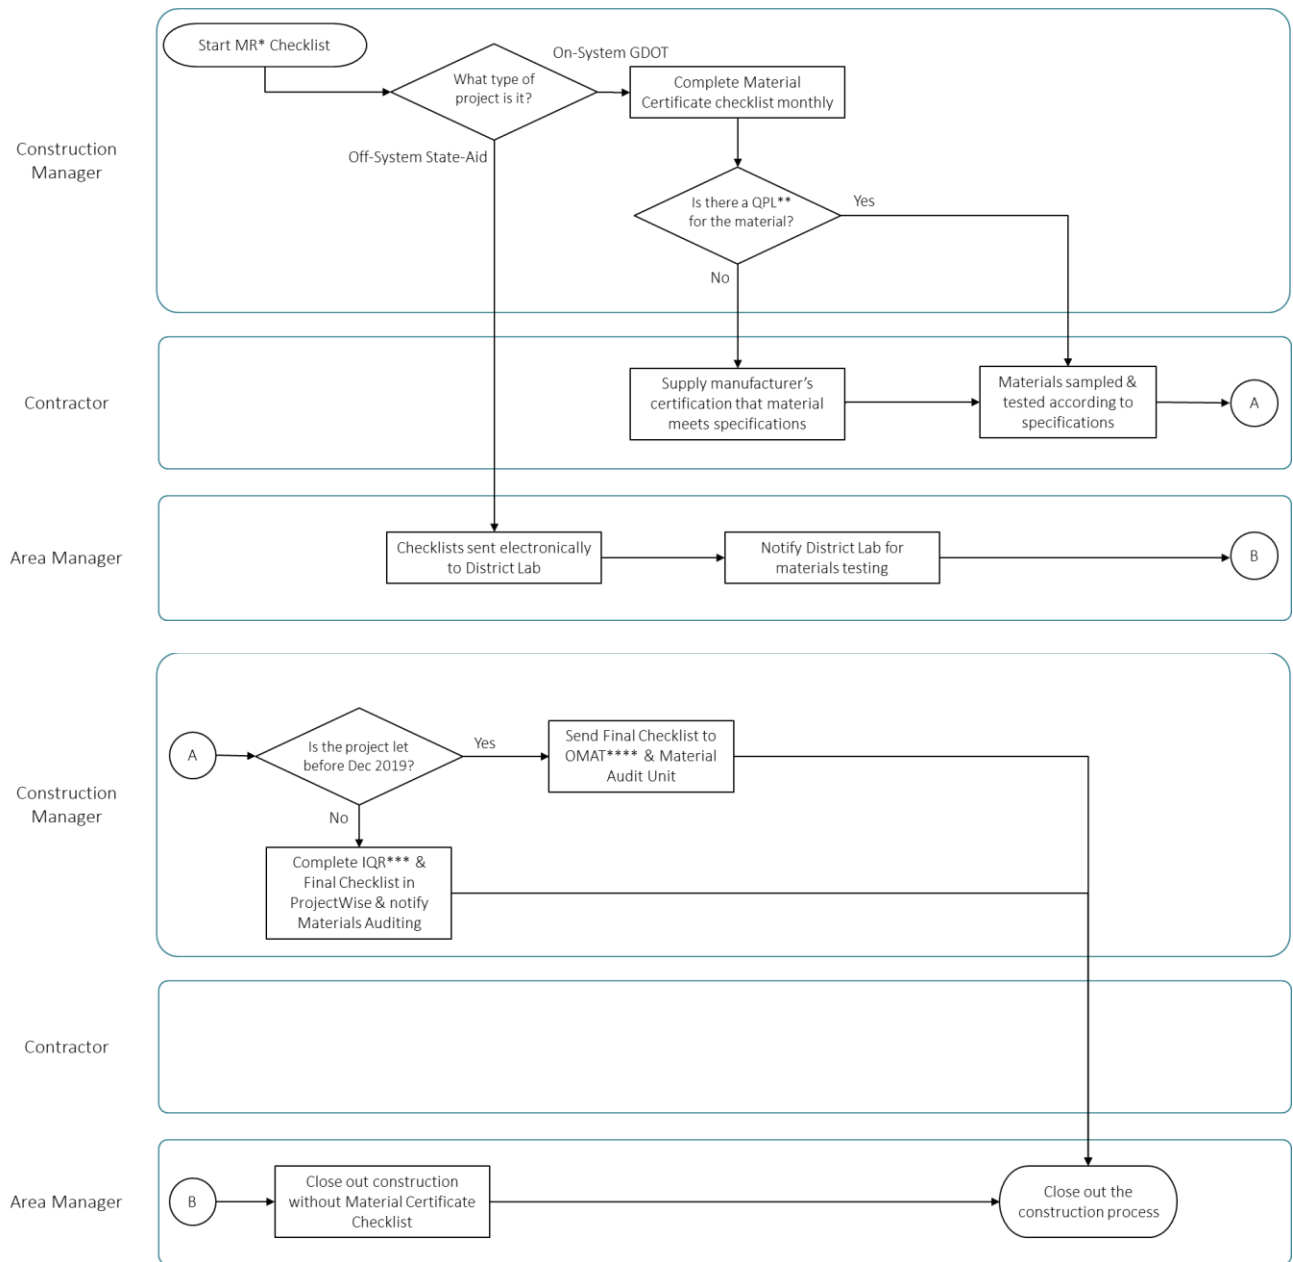 Start MR* Checklist
What type of
project is it?
On-System GDOT
Complete Material
Certificate checklist monthly
Construction
Manager
Off-System State-Aid
Is there a QPL**
for the material?
Yes
No
Contractor
Supply manufacturer’s
certification that material
meets specifications
Materials sampled &
tested according to
specifications
A
Area Manager
Checklists sent electronically
to District Lab
Notify District Lab for
materials testing
B
Construction
Manager
A
Is the project let
before Dec 2019?
Yes
Send Final Checklist to
OMAT**** & Material
Audit Unit
No
Complete IQR*** &
Final Checklist in
ProjectWise & notify
Materials Auditing
Contractor
Area Manager
B
Close out construction
without Material Certificate
Checklist
Close out the
construction process